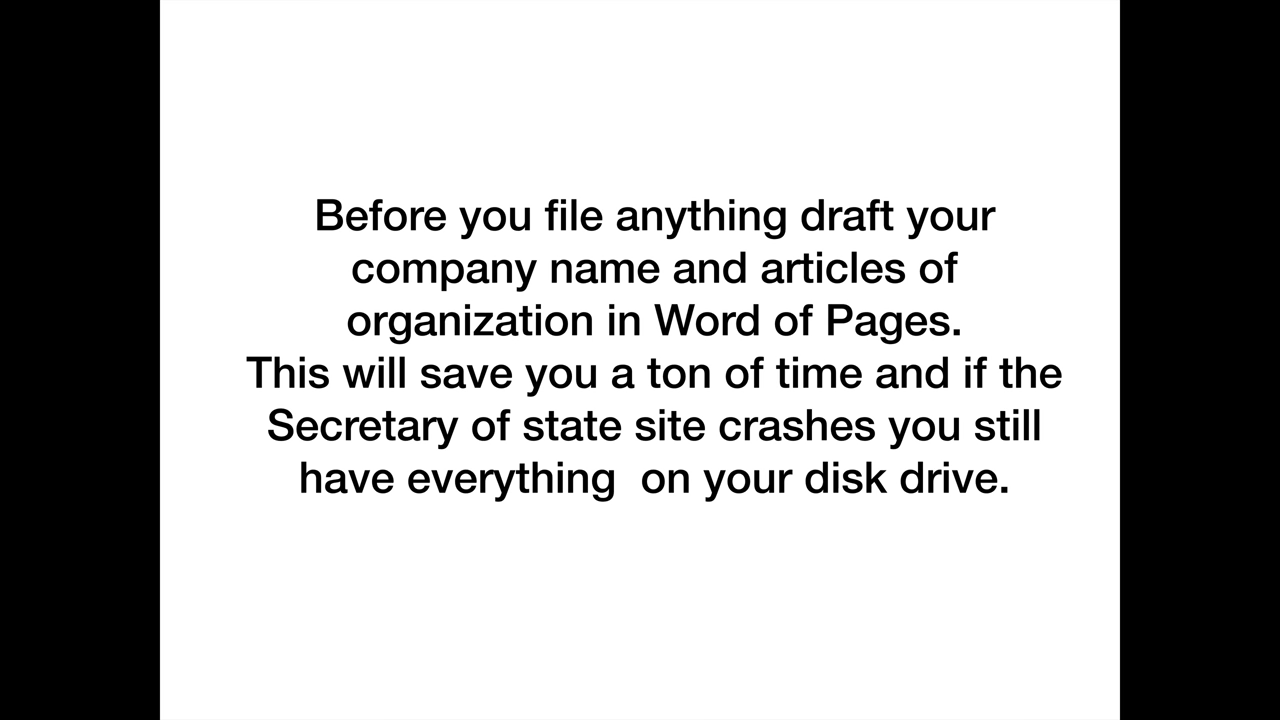 Before you file anything draft your
company name and articles of
organization in Word of Pages.
This will save you a ton of time and if the
Secretary of state site crashes you still
have everything  on your disk drive.